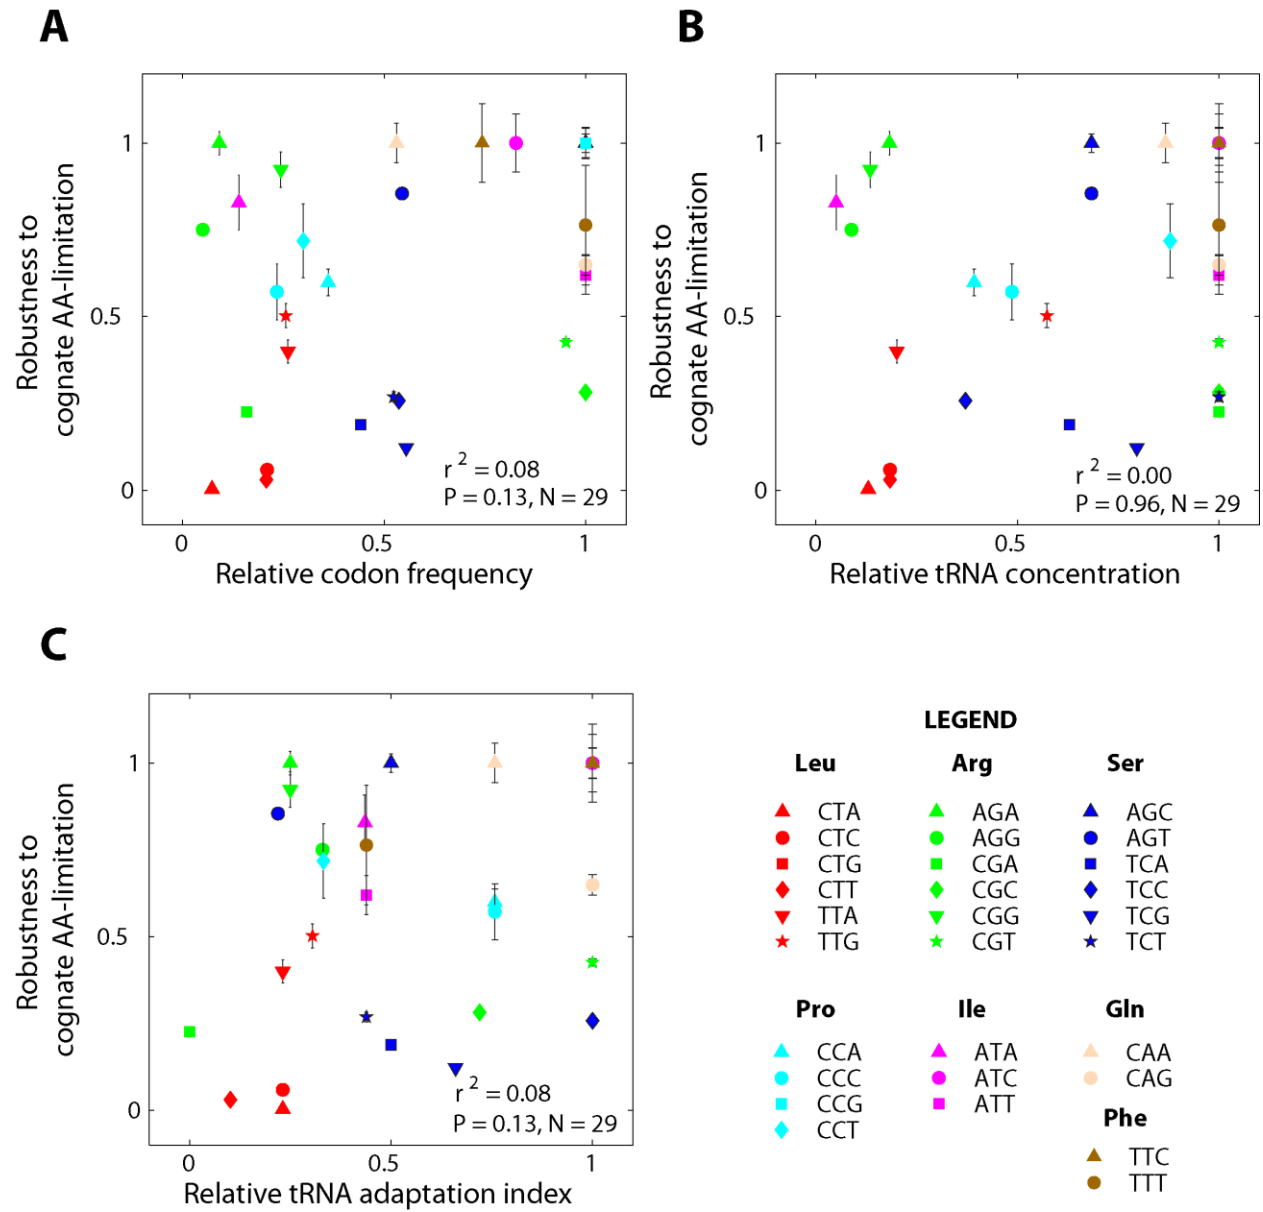 A
Robustness to
cognate AA-limitation
1
0.5
0
r 2 = 0.08
P = 0.13, N = 29
0
0.5
1
Relative codon frequency
B
Robustness to
cognate AA-limitation
1
0.5
0
r 2 = 0.00
P = 0.96, N = 29
0
0.5
1
Relative tRNA concentration
C
Robustness to
cognate AA-limitation
1
0.5
0
r 2 = 0.08
P = 0.13, N = 29
0
0.5
1
Relative tRNA adaptation index
LEGEND
Leu
CTA
CTC
CTG
CTT
TTA
TTG
Arg
AGA
AGG
CGA
CGC
CGG
CGT
Ser
AGC
AGT
TCA
TCC
TCG
TCT
Pro
CCA
CCC
CCG
CCT
Ile
ATA
ATC
ATT
Gln
CAA
CAG
Phe
TTC
TTT